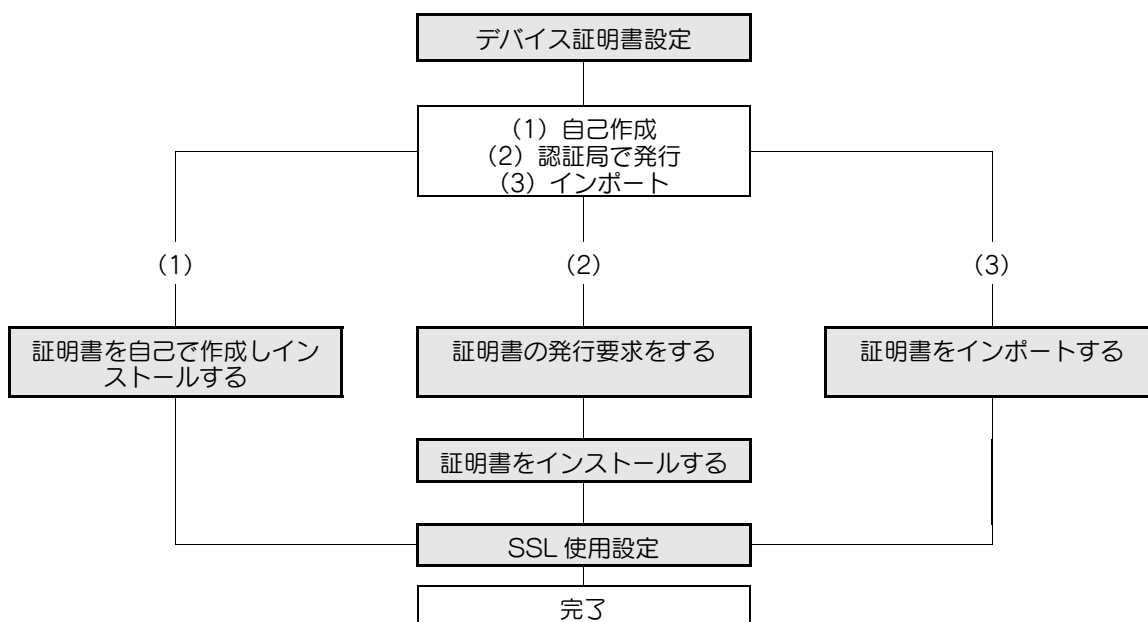 デバイス証明書設定
（1）自己作成
（2）認証局で発行
（3）インポート
（1）
（2）
（3）
証明書を自己で作成しイン
ストールする
証明書の発行要求をする
証明書をインポートする
証明書をインストールする
SSL 使用設定
完了